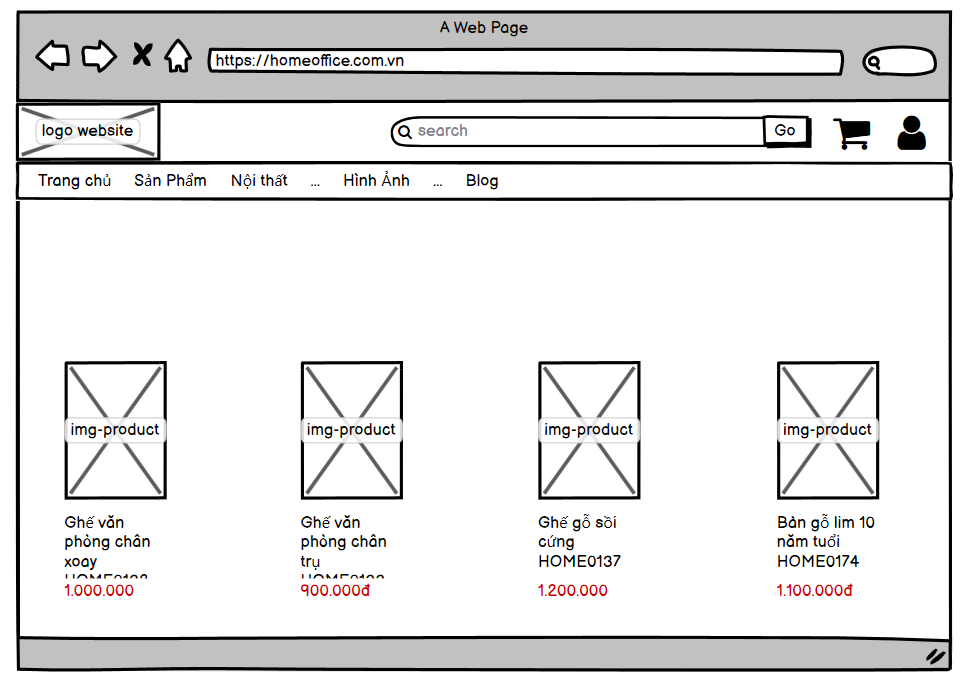 A Web Page
https://homeoffice.com.vn
logo website
search
Go
Trang chủ Sản Phẩm Nội thất ... Hình Ảnh ... Blog
img-product img-product img-product img-product
Ghế văn
phòng chân
xoay
1.000.000
Ghế văn
phòng chân
trụ
900.000đ
Ghế gỗ sồi
cứng
HOME0137
1.200.000
Bàn gỗ lim 10
năm tuổi
HOME0174
1.100.000đ